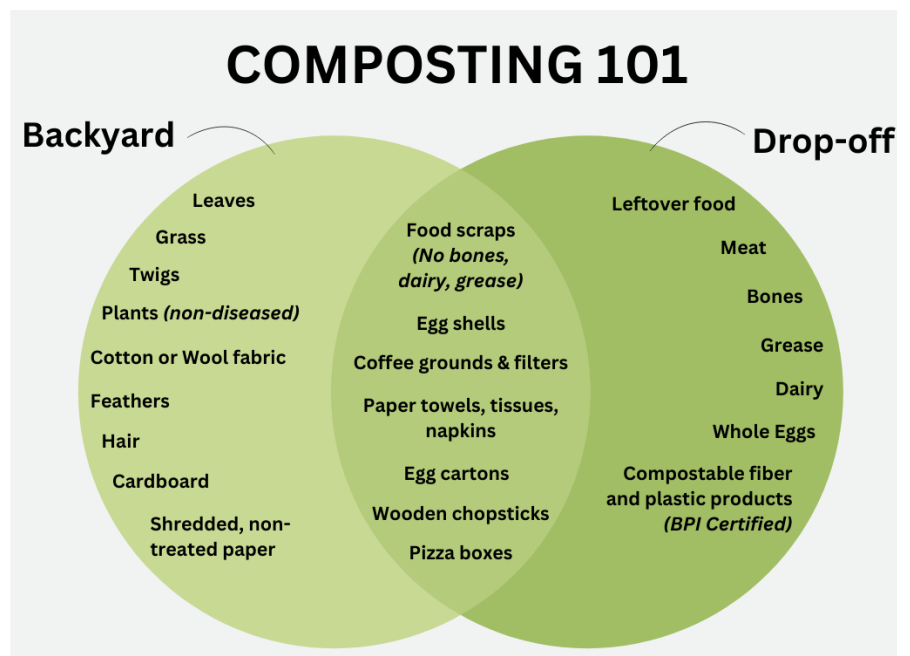 COMPOSTING 101
Backyard
Drop-off
Leaves
Grass
Twigs
Plants (non-diseased)
Cotton or Wool fabric
Feathers
Hair
Cardboard
Shredded, non-
treated paper
Food scraps
(No bones,
dairy, grease)
Egg shells
Coffee grounds & filters
Paper towels, tissues,
napkins
Egg cartons
Wooden chopsticks
Pizza boxes
Leftover food
Meat
Bones
Grease
Dairy
Whole Eggs
Compostable fiber
and plastic products
(BPI Certified)